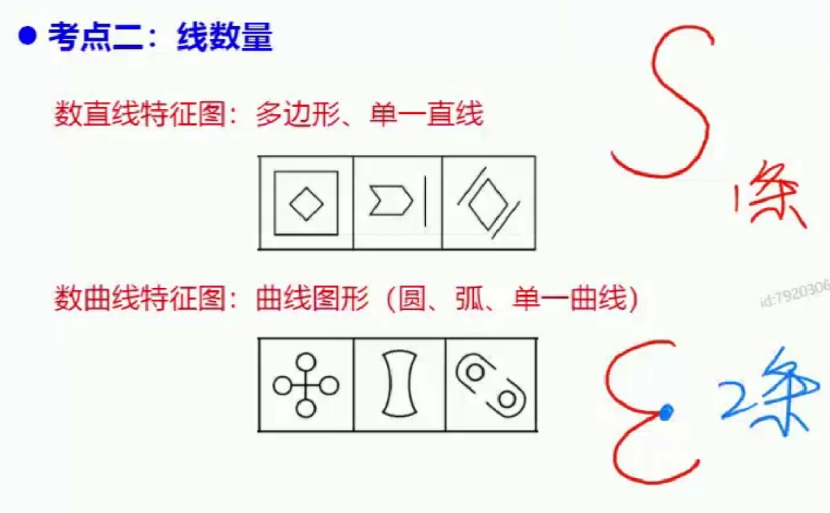 ● 考点二：线数量
数直线特征图：多边形、单一直线
1条
数曲线特征图：曲线图形（圆、弧、单一曲线）
id:7920306
2条